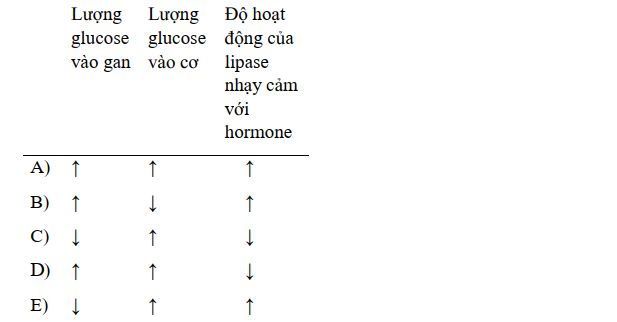 Lượng Lượng Độ hoạt
glucose glucose động của
vào gan vào cơ lipase
nhạy cảm
với
hormone
A) ↑ ↑ ↑
B) ↑ ↓ ↑
C) ↓ ↑ ↓
D) ↑ ↑ ↓
E) ↓ ↑ ↑